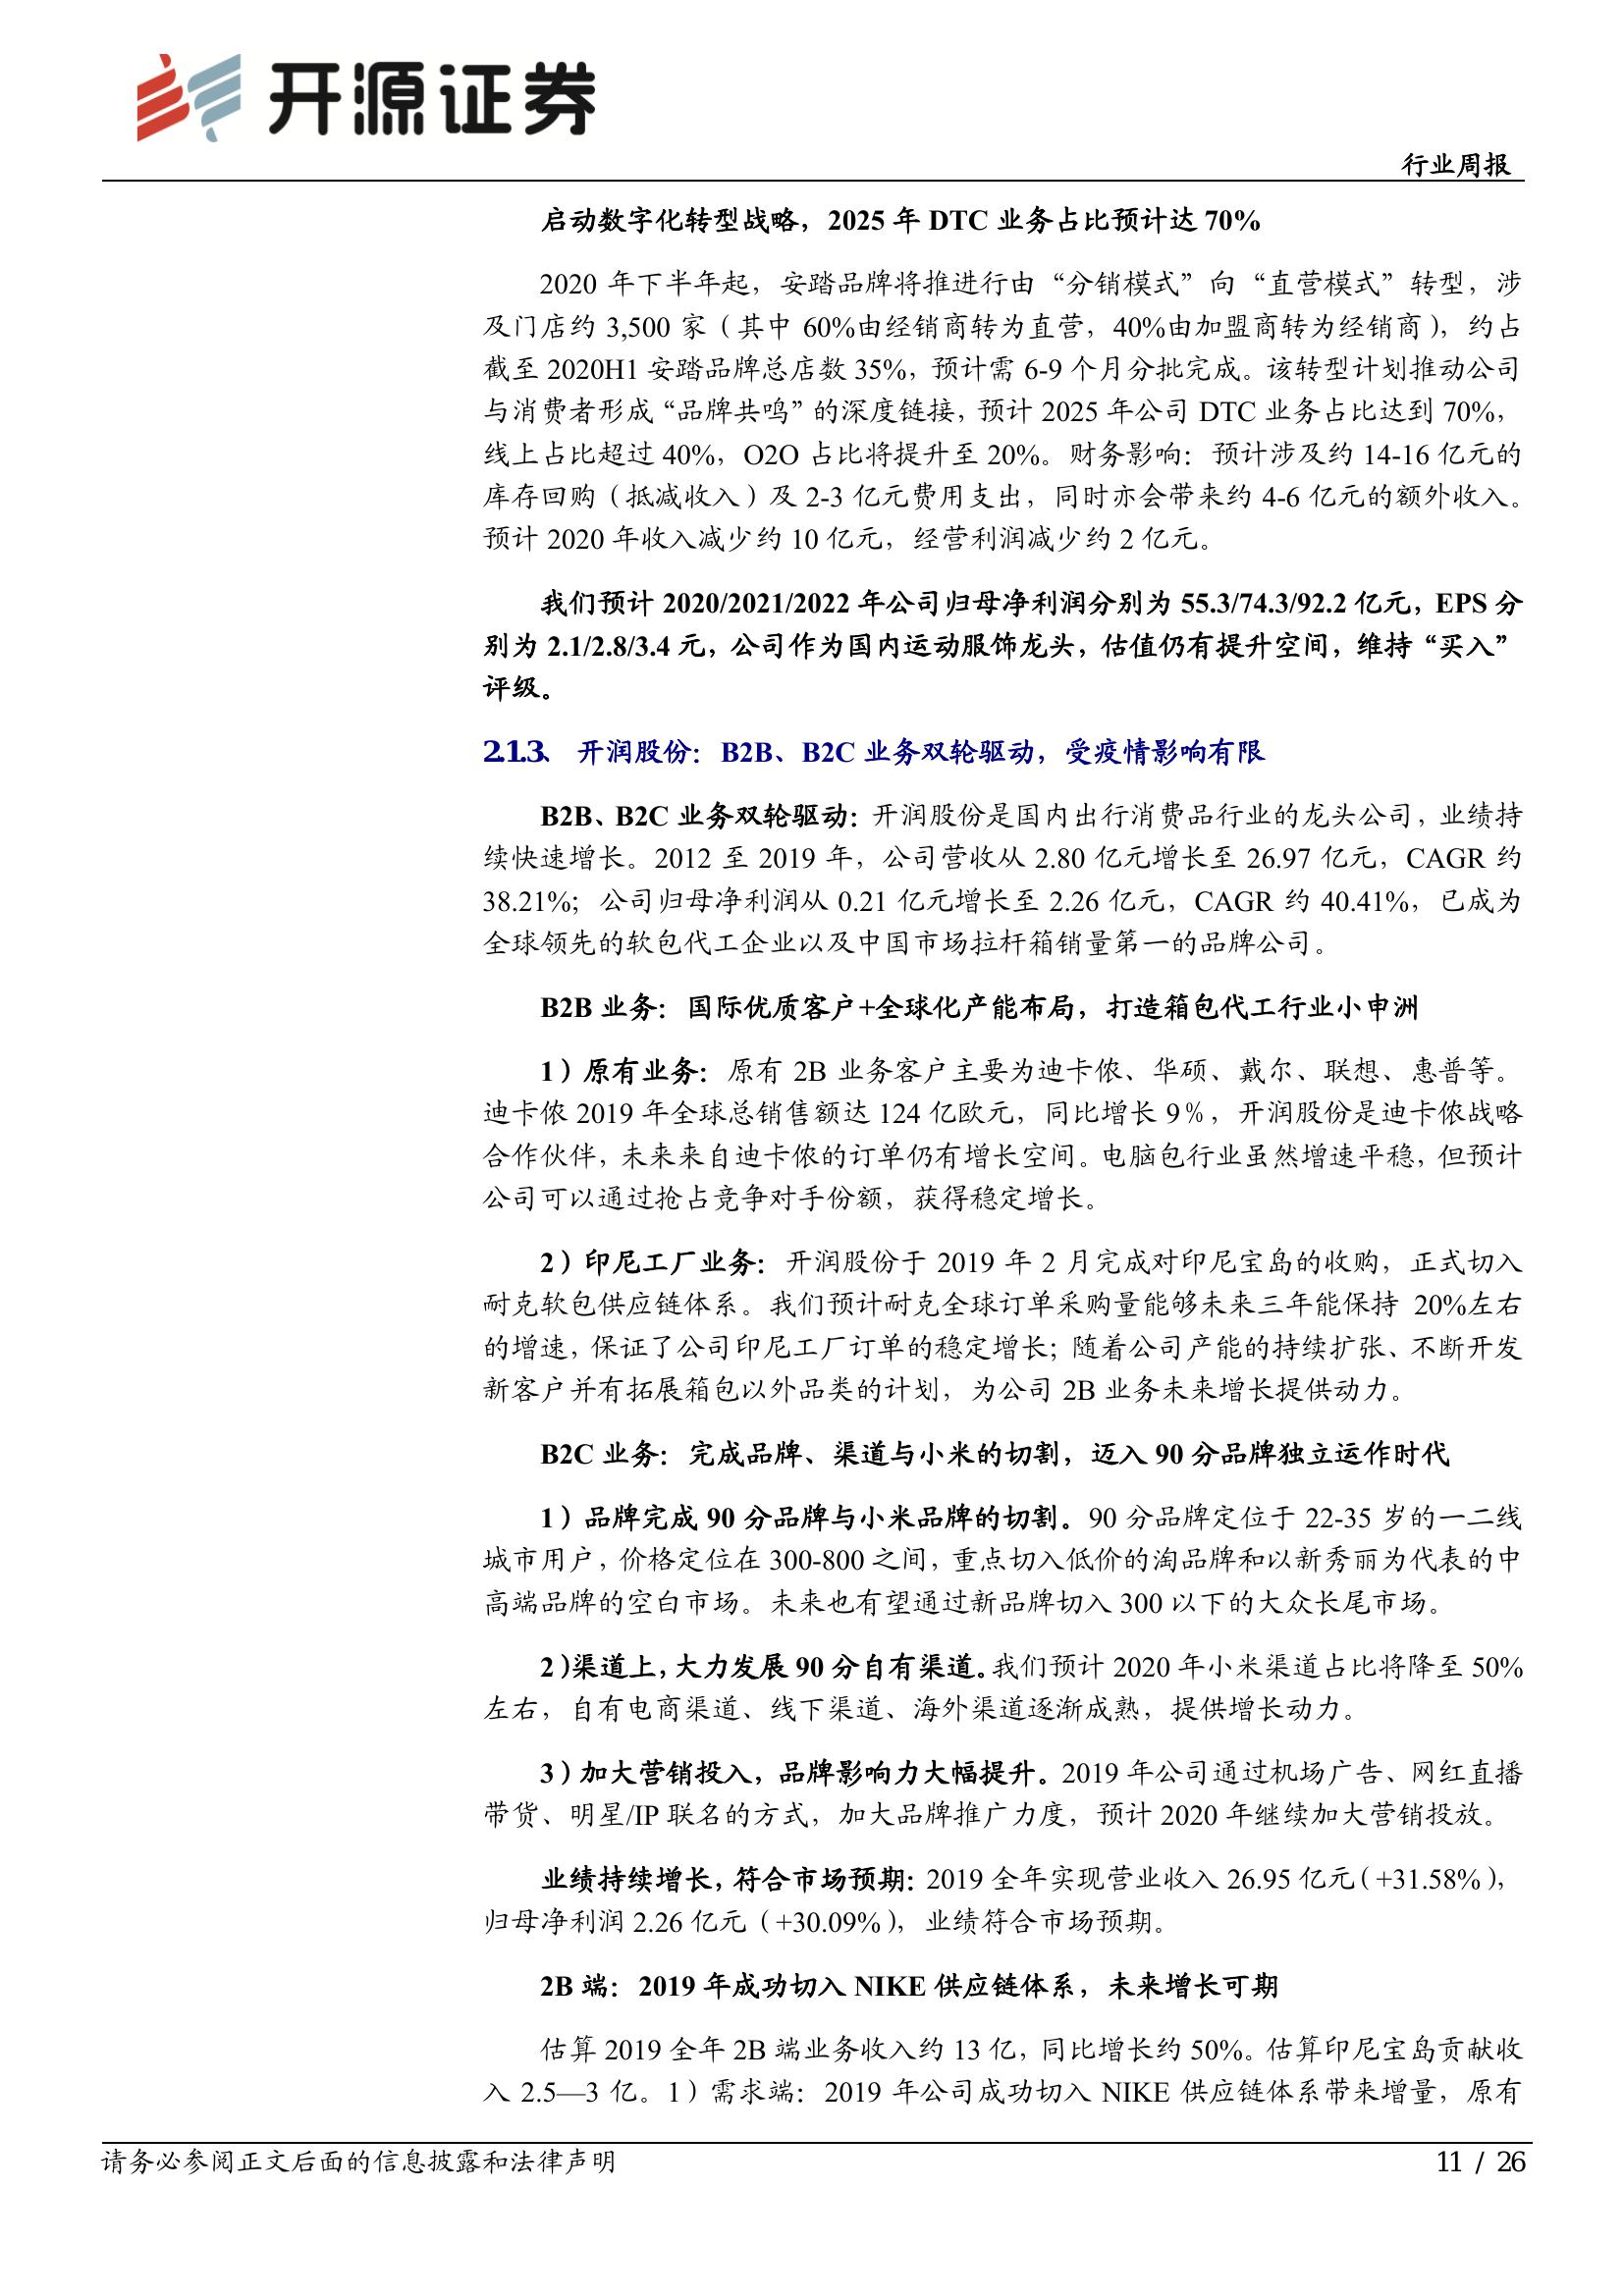 开源证券
行业周报
启动数字化转型战略，2025 年 DTC 业务占比预计达 70%
2020 年下半年起，安踏品牌将推进行由“分销模式”向“直营模式”转型，涉
及门店约 3,500 家（其中 60%由经销商转为直营，40%由加盟商转为经销商），约占
截至 2020H1 安踏品牌总店数 35%，预计需 6-9 个月分批完成。该转型计划推动公司
与消费者形成“品牌共鸣”的深度链接，预计 2025 年公司 DTC 业务占比达到 70%，
线上占比超过 40%，O2O 占比将提升至 20%。财务影响：预计涉及约 14-16 亿元的
库存回购（抵减收入）及 2-3 亿元费用支出，同时亦会带来约 4-6 亿元的额外收入。
预计 2020 年收入减少约 10 亿元，经营利润减少约 2 亿元。
我们预计 2020/2021/2022 年公司归母净利润分别为 55.3/74.3/92.2 亿元，EPS 分
别为 2.1/2.8/3.4 元，公司作为国内运动服饰龙头，估值仍有提升空间，维持“买入”
评级。
2.1.3、 开润股份：B2B、B2C 业务双轮驱动，受疫情影响有限
B2B、B2C 业务双轮驱动：开润股份是国内出行消费品行业的龙头公司，业绩持
续快速增长。2012 至 2019 年，公司营收从 2.80 亿元增长至 26.97 亿元，CAGR 约
38.21%；公司归母净利润从 0.21 亿元增长至 2.26 亿元，CAGR 约 40.41%，已成为
全球领先的软包代工企业以及中国市场拉杆箱销量第一的品牌公司。
B2B 业务：国际优质客户+全球化产能布局，打造箱包代工行业小申洲
1）原有业务：原有 2B 业务客户主要为迪卡侬、华硕、戴尔、联想、惠普等。
迪卡侬 2019 年全球总销售额达 124 亿欧元，同比增长 9％，开润股份是迪卡侬战略
合作伙伴，未来来自迪卡侬的订单仍有增长空间。电脑包行业虽然增速平稳，但预计
公司可以通过抢占竞争对手份额，获得稳定增长。
2）印尼工厂业务：开润股份于 2019 年 2 月完成对印尼宝岛的收购，正式切入
耐克软包供应链体系。我们预计耐克全球订单采购量能够未来三年能保持 20%左右
的增速，保证了公司印尼工厂订单的稳定增长；随着公司产能的持续扩张、不断开发
新客户并有拓展箱包以外品类的计划，为公司 2B 业务未来增长提供动力。
B2C 业务：完成品牌、渠道与小米的切割，迈入 90 分品牌独立运作时代
1）品牌完成 90 分品牌与小米品牌的切割。90 分品牌定位于 22-35 岁的一二线
城市用户，价格定位在 300-800 之间，重点切入低价的淘品牌和以新秀丽为代表的中
高端品牌的空白市场。未来也有望通过新品牌切入 300 以下的大众长尾市场。
2）渠道上，大力发展 90 分自有渠道。我们预计 2020 年小米渠道占比将降至 50%
左右，自有电商渠道、线下渠道、海外渠道逐渐成熟，提供增长动力。
3）加大营销投入，品牌影响力大幅提升。2019 年公司通过机场广告、网红直播
带货、明星/IP 联名的方式，加大品牌推广力度，预计 2020 年继续加大营销投放。
业绩持续增长，符合市场预期：2019 全年实现营业收入 26.95 亿元（+31.58%），
归母净利润 2.26 亿元（+30.09%），业绩符合市场预期。
2B 端：2019 年成功切入 NIKE 供应链体系，未来增长可期
估算 2019 全年 2B 端业务收入约 13 亿，同比增长约 50%。估算印尼宝岛贡献收
入 2.5—3 亿。1）需求端：2019 年公司成功切入 NIKE 供应链体系带来增量，原有
请务必参阅正文后面的信息披露和法律声明
11 / 26